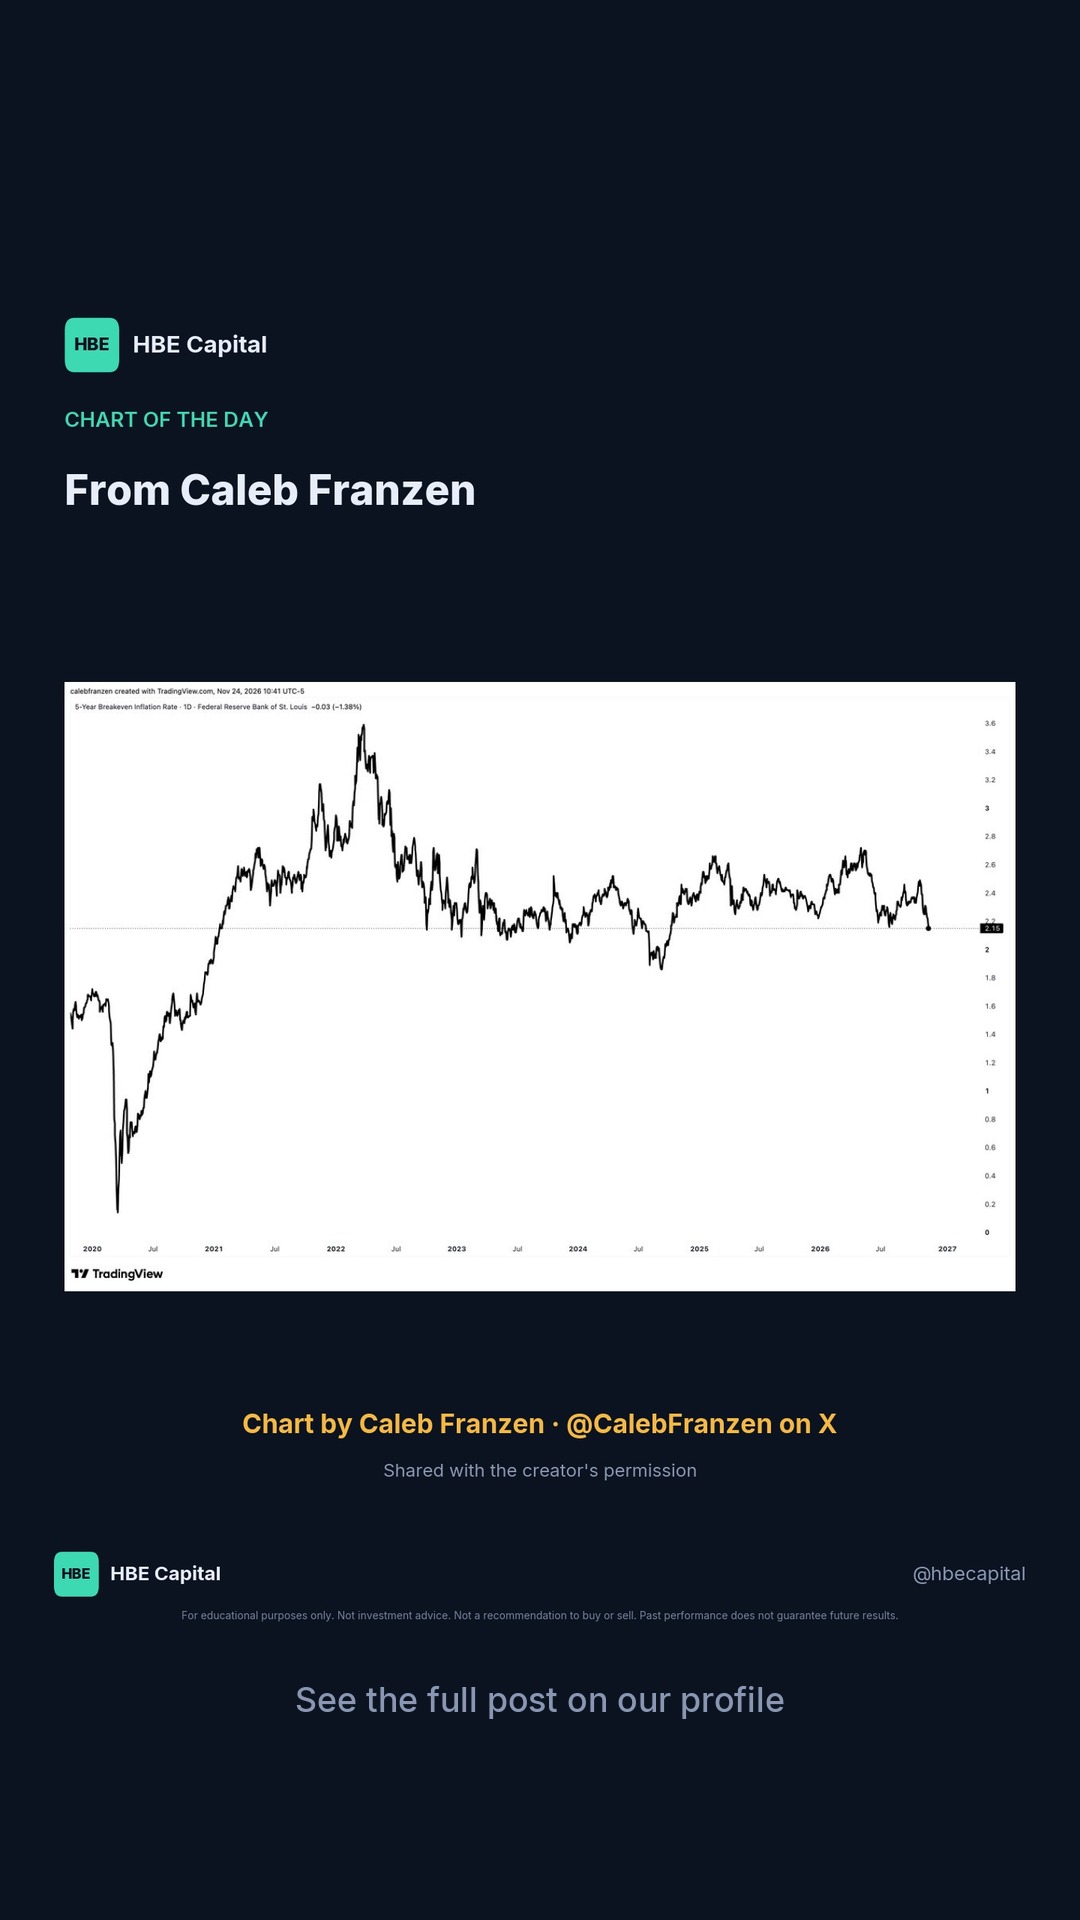 HBE HBE Capital
CHART OF THE DAY
From Caleb Franzen
calebfranzen created with TradingView.com, Nov 24, 2026 10:41 UTC-5
5-Year Breakeven Inflation Rate · 1D · Federal Reserve Bank of St. Louis −0.03 (−1.38%)
3.6
3.4
3.2
3
2.8
2.6
2.4
2.2
2.15
2
1.8
1.6
1.4
1.2
1
0.8
0.6
0.4
0.2
0
2020 Jul 2021 Jul 2022 Jul 2023 Jul 2024 Jul 2025 Jul 2026 Jul 2027
TradingView
Chart by Caleb Franzen · @CalebFranzen on X
Shared with the creator's permission
HBE HBE Capital @hbecapital
For educational purposes only. Not investment advice. Not a recommendation to buy or sell. Past performance does not guarantee future results.
See the full post on our profile